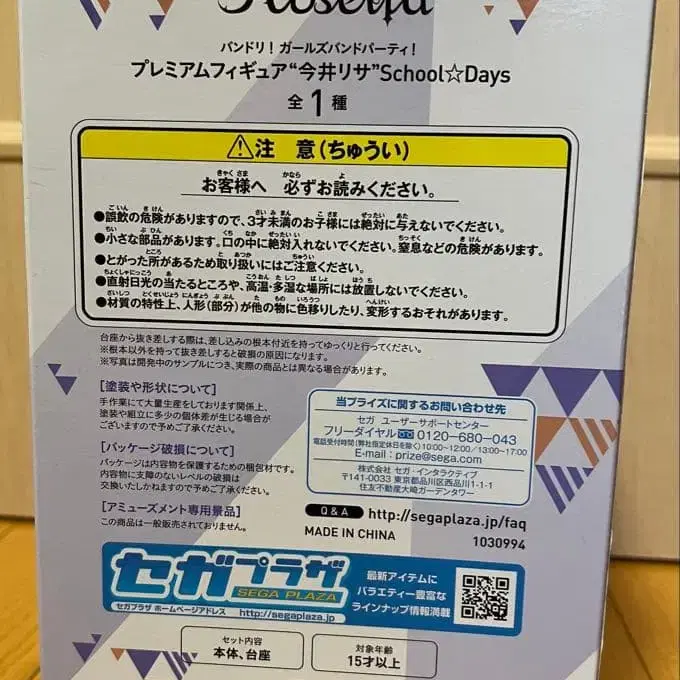 Roselia
バンドリ！ガールズバンドパーティ！
プレミアムフィギュア“今井リサ”School☆Days
全1種
⚠注 意（ちゅうい）
お客様へ 必ずお読みください。
●誤飲の危険がありますので、3才未満のお子様には絶対に与えないでください。
●小さな部品があります。口の中に絶対入れないでください。窒息などの危険があります。
●とがった所があるため取り扱いにはご注意ください。
●直射日光の当たるところや、高温・多湿な場所には放置しないでください。
●材質の特性上、人形（部分）が他の物に色移りしたり、変形するおそれがあります。
台座から抜き差しする際は、差し込みの根本付近を持ってゆっくりと行ってください。
※根本以外を持って抜き差しすると破損の原因になります。
※写真は開発中のサンプルにつき、実際の商品とは異なる場合があります。
［塗装や形状について］
手作業にて大量生産をしております関係上、
塗装や組立に多少の個体差が生じる場合が
ございますので予めご了承ください。
［パッケージ破損について］
パッケージは内容物を保護するための梱包材です。
内容物に支障のないレベルの破損は
交換いたしかねますので予めご了承ください。
［アミューズメント専用景品］
この商品は一般販売されておりません。
当プライズに関するお問い合わせ先
セガ ユーザーサポートセンター
フリーダイヤル 0120-680-043
電話受付時間（弊社指定休日を除く）10:00〜12:00/13:00〜17:00
E-mail : prize@sega.com
株式会社 セガ・インタラクティブ
〒141-0033 東京都品川区西品川1-1-1
住友不動産大崎ガーデンタワー
Q & A http://segaplaza.jp/faq
MADE IN CHINA 1030994
セガプラザ
SEGA PLAZA
セガプラザ ホームページアドレス http://segaplaza.jp
最新アイテムに
バラエティー豊富な
ラインナップ情報満載
セット内容
本体、台座
対象年齢
15才以上